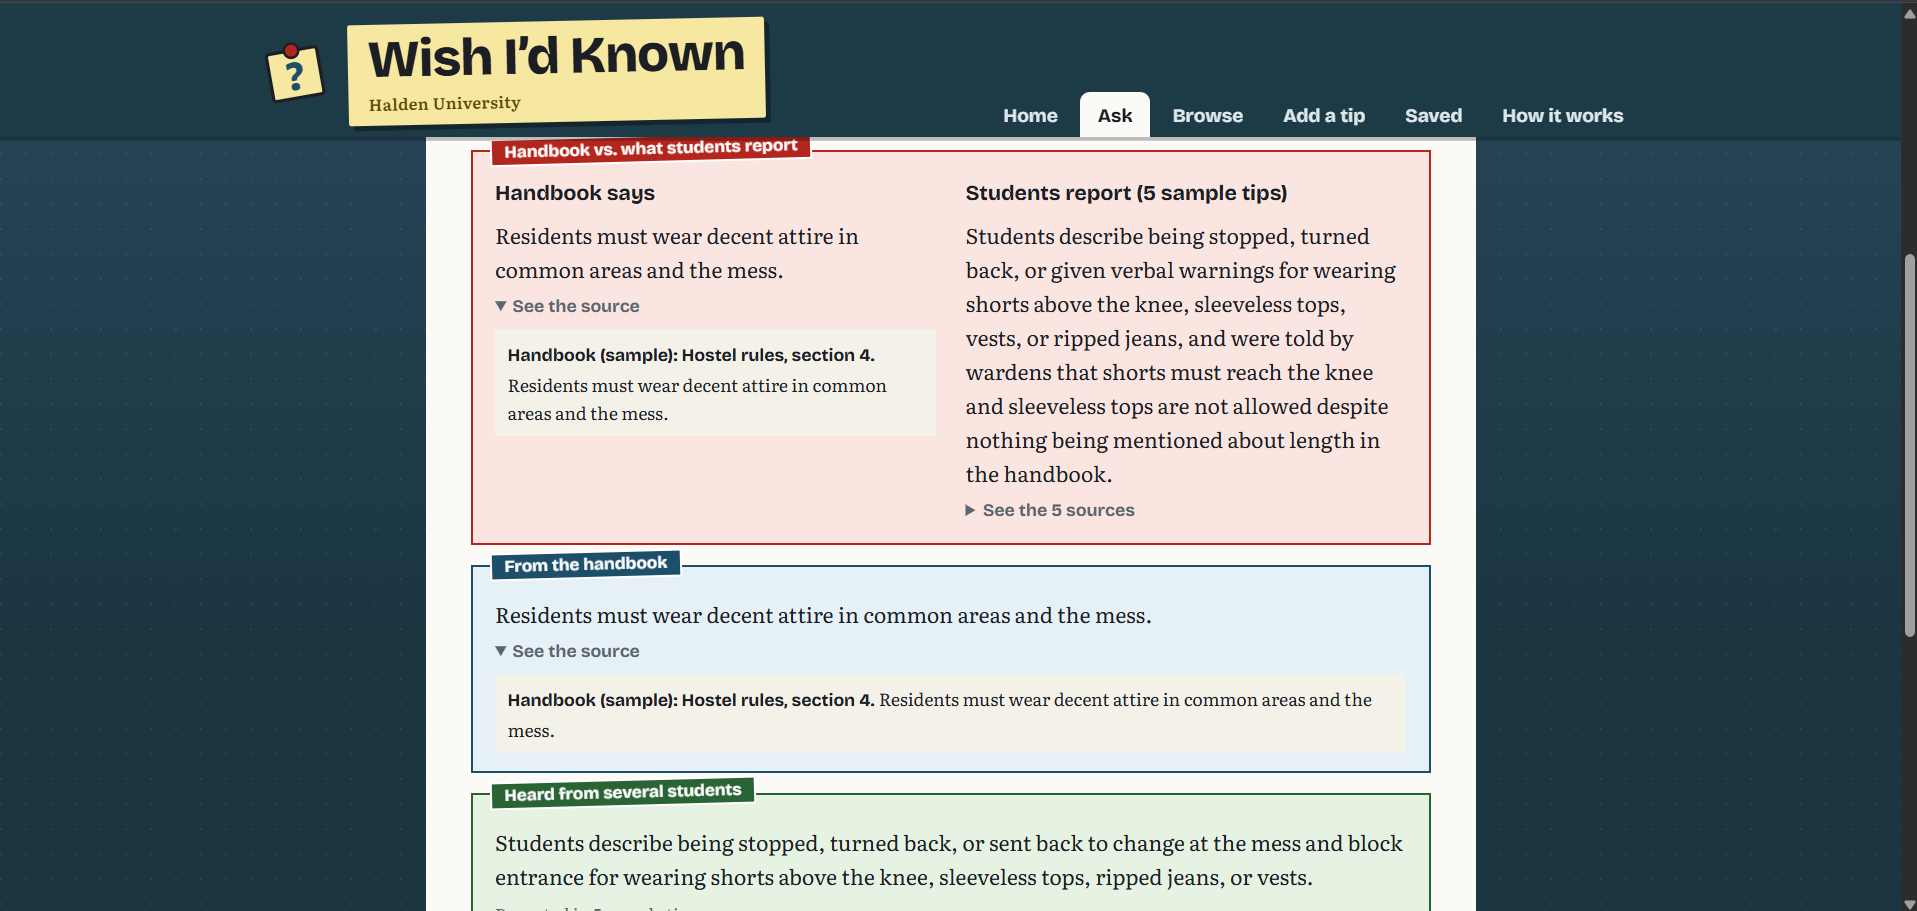 ?
Wish I'd Known
Halden University
Home
Ask
Browse
Add a tip
Saved
How it works
Handbook vs. what students report
Handbook says
Residents must wear decent attire in
common areas and the mess.
▼ See the source
Handbook (sample): Hostel rules, section 4.
Residents must wear decent attire in common
areas and the mess.
Students report (5 sample tips)
Students describe being stopped, turned
back, or given verbal warnings for wearing
shorts above the knee, sleeveless tops,
vests, or ripped jeans, and were told by
wardens that shorts must reach the knee
and sleeveless tops are not allowed despite
nothing being mentioned about length in
the handbook.
▶ See the 5 sources
From the handbook
Residents must wear decent attire in common areas and the mess.
▼ See the source
Handbook (sample): Hostel rules, section 4. Residents must wear decent attire in common areas and the
mess.
Heard from several students
Students describe being stopped, turned back, or sent back to change at the mess and block
entrance for wearing shorts above the knee, sleeveless tops, ripped jeans, or vests.